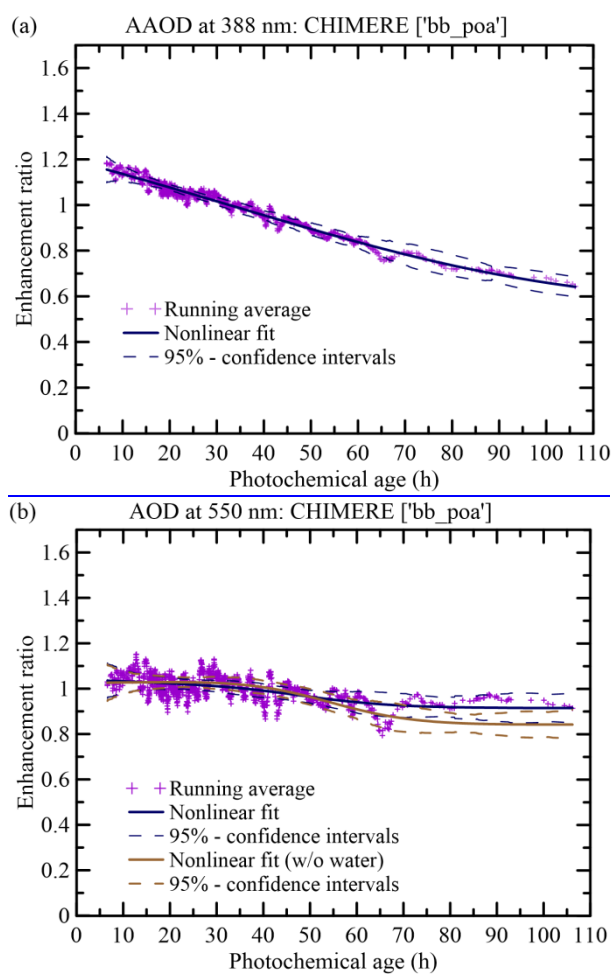 (a) AAOD at 388 nm: CHIMERE ['bb_poa']
1.6
1.4
1.2
1
0.8
0.6
0.4
0.2
0
Enhancement ratio
+ + Running average
Nonlinear fit
95% - confidence intervals
0 10 20 30 40 50 60 70 80 90 100 110
Photochemical age (h)
(b) AOD at 550 nm: CHIMERE ['bb_poa']
1.6
1.4
1.2
1
0.8
0.6
0.4
0.2
0
Enhancement ratio
+ + Running average
Nonlinear fit
95% - confidence intervals
Nonlinear fit (w/o water)
95% - confidence intervals
0 10 20 30 40 50 60 70 80 90 100 110
Photochemical age (h)